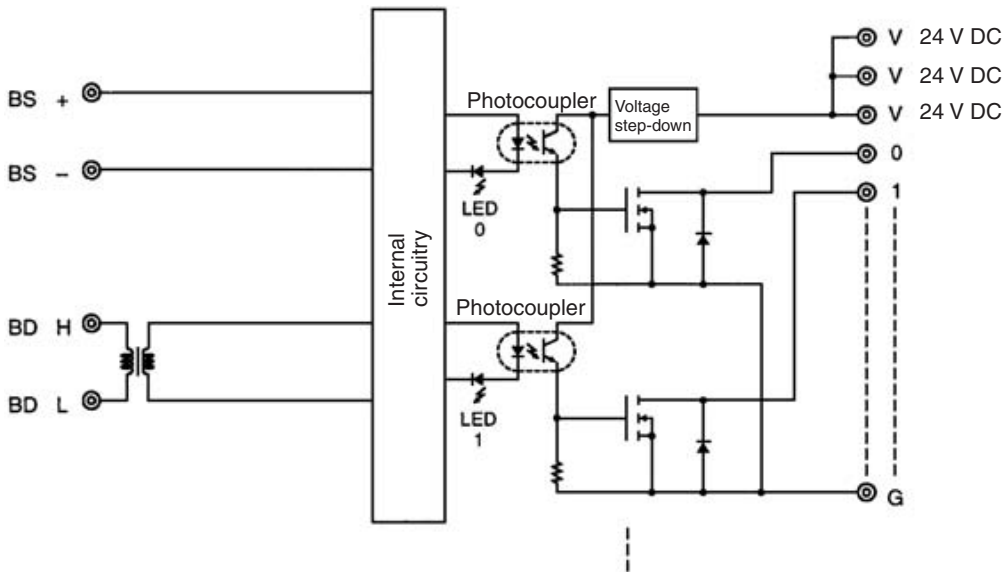 V 24 V DC
V 24 V DC
BS +
Photocoupler
Voltage
step-down
V 24 V DC
0
BS −
1
LED
0
Internal
circuitry
Photocoupler
BD H
BD L
LED
1
G